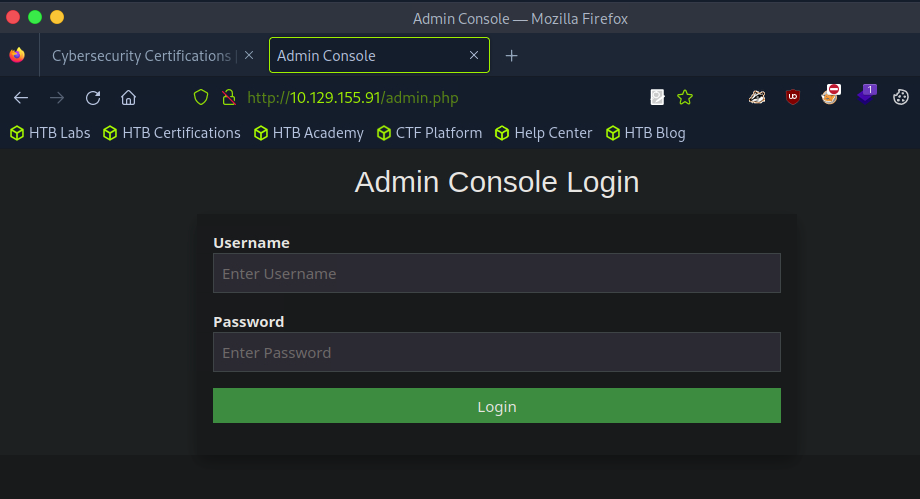 Admin Console — Mozilla Firefox
Cybersecurity Certifications | Admin Console
http://10.129.155.91/admin.php 1
HTB Labs HTB Certifications HTB Academy CTF Platform Help Center HTB Blog
Admin Console Login
Username
Enter Username
Password
Enter Password
Login